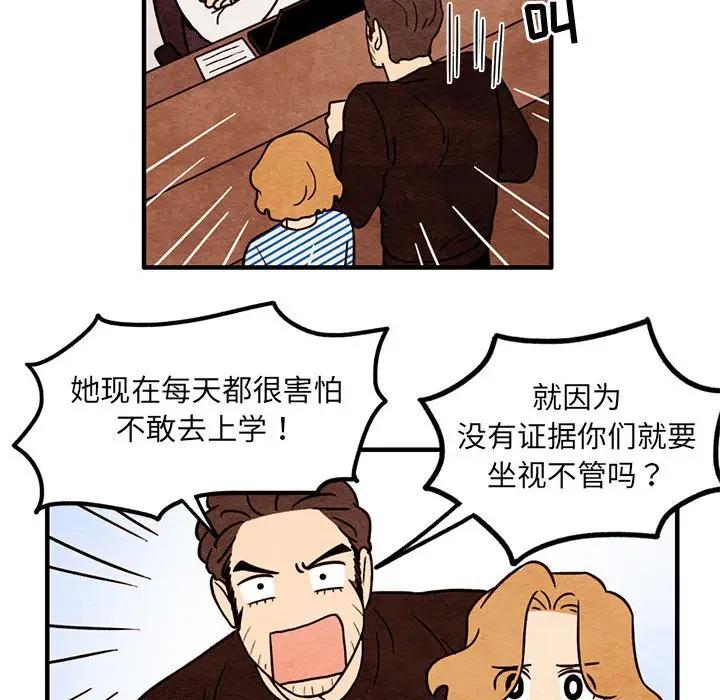 叫
她现在每天都很害怕
不敢去上学！
就因为
没有证据你们就要
坐视不管吗？